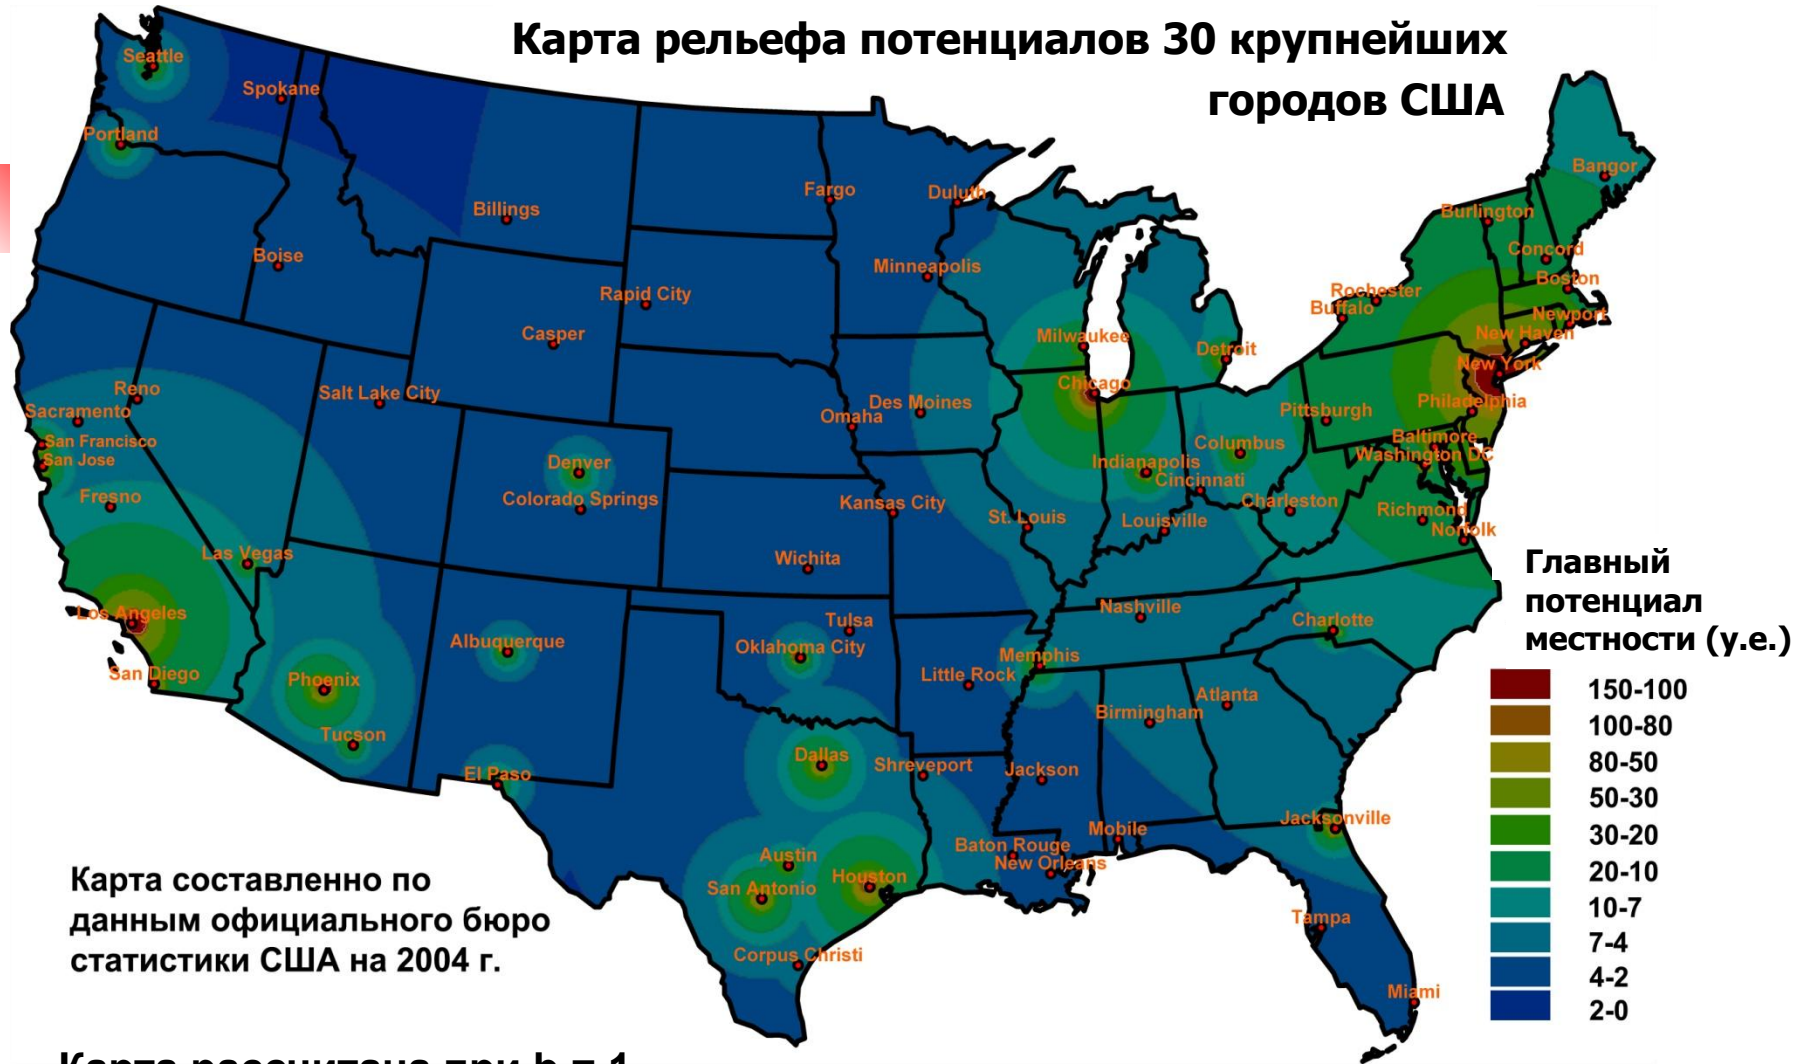 Карта рельефа потенциалов 30 крупнейших
городов США
Seattle
Spokane
Portland
Billings
Boise
Fargo
Duluth
Minneapolis
Rapid City
Casper
Bangor
Burlington
Concord
Boston
Rochester
Buffalo
Newport
New Haven
New York
Milwaukee
Detroit
Chicago
Reno
Salt Lake City
Sacramento
San Francisco
San Jose
Des Moines
Omaha
Pittsburgh
Philadelphia
Baltimore
Washington DC
Columbus
Indianapolis
Cincinnati
Denver
Colorado Springs
Fresno
Kansas City
St. Louis
Louisville
Charleston
Richmond
Norfolk
Las Vegas
Wichita
Los Angeles
Albuquerque
Tulsa
Oklahoma City
Nashville
Charlotte
Memphis
Little Rock
San Diego
Phoenix
Tucson
Atlanta
Birmingham
El Paso
Dallas
Shreveport
Jackson
Jacksonville
Mobile
Baton Rouge
New Orleans
Austin
San Antonio
Houston
Corpus Christi
Tampa
Miami
Главный
потенциал
местности (у.е.)
150-100
100-80
80-50
50-30
30-20
20-10
10-7
7-4
4-2
2-0
Карта составленно по
данным официального бюро
статистики США на 2004 г.
Карта рассчитана при b = 1